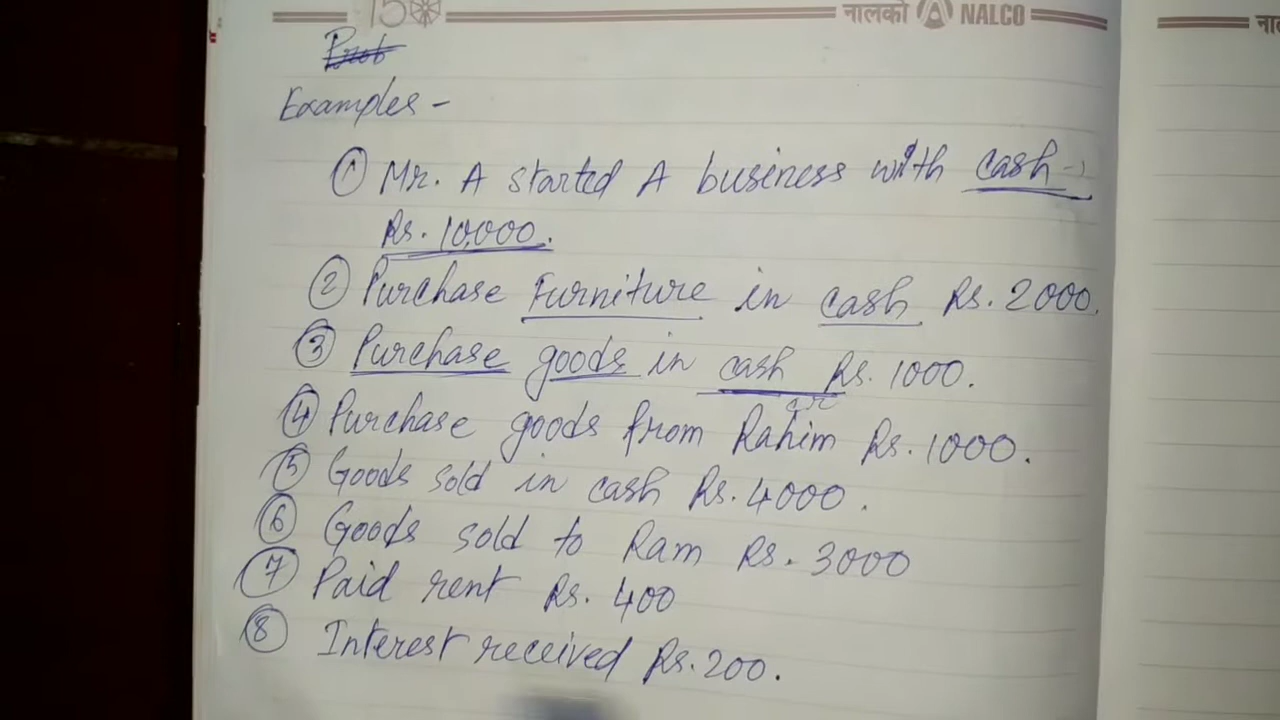 150 नालको NALCO
Prob
Examples -
① Mr. A started A business with cash
Rs. 10,000.
② Purchase Furniture in cash Rs. 2000.
③ Purchase goods in cash Rs. 1000.
④ Purchase goods from Rahim Rs. 1000.
⑤ Goods sold in cash Rs. 4000.
⑥ Goods sold to Ram Rs. 3000
⑦ Paid rent Rs. 400
⑧ Interest received Rs. 200.